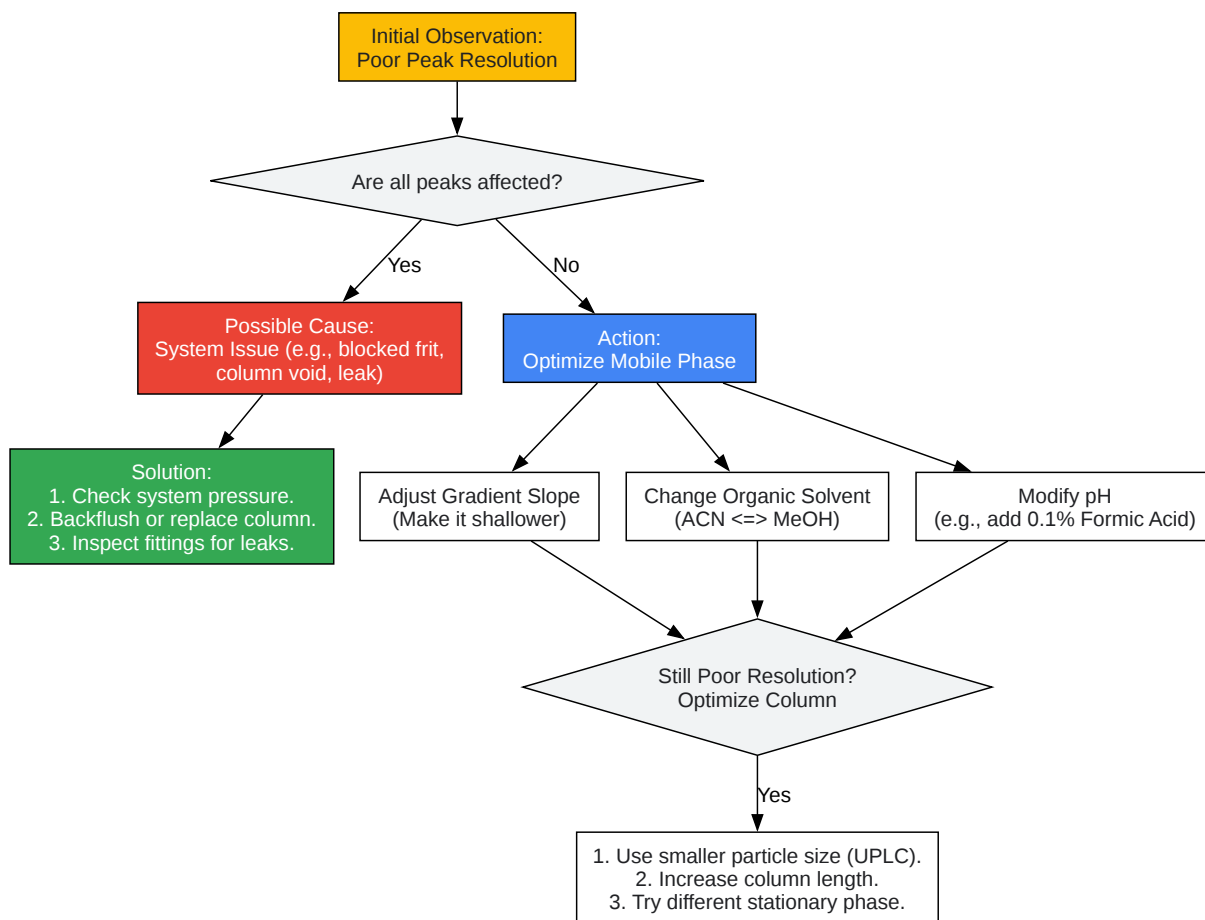 Initial Observation:
Poor Peak Resolution
Are all peaks affected?
Yes
No
Possible Cause:
System Issue (e.g., blocked frit,
column void, leak)
Action:
Optimize Mobile Phase
Solution:
1. Check system pressure.
2. Backflush or replace column.
3. Inspect fittings for leaks.
Adjust Gradient Slope
(Make it shallower)
Change Organic Solvent
(ACN <=> MeOH)
Modify pH
(e.g., add 0.1% Formic Acid)
Still Poor Resolution?
Optimize Column
Yes
1. Use smaller particle size (UPLC).
2. Increase column length.
3. Try different stationary phase.